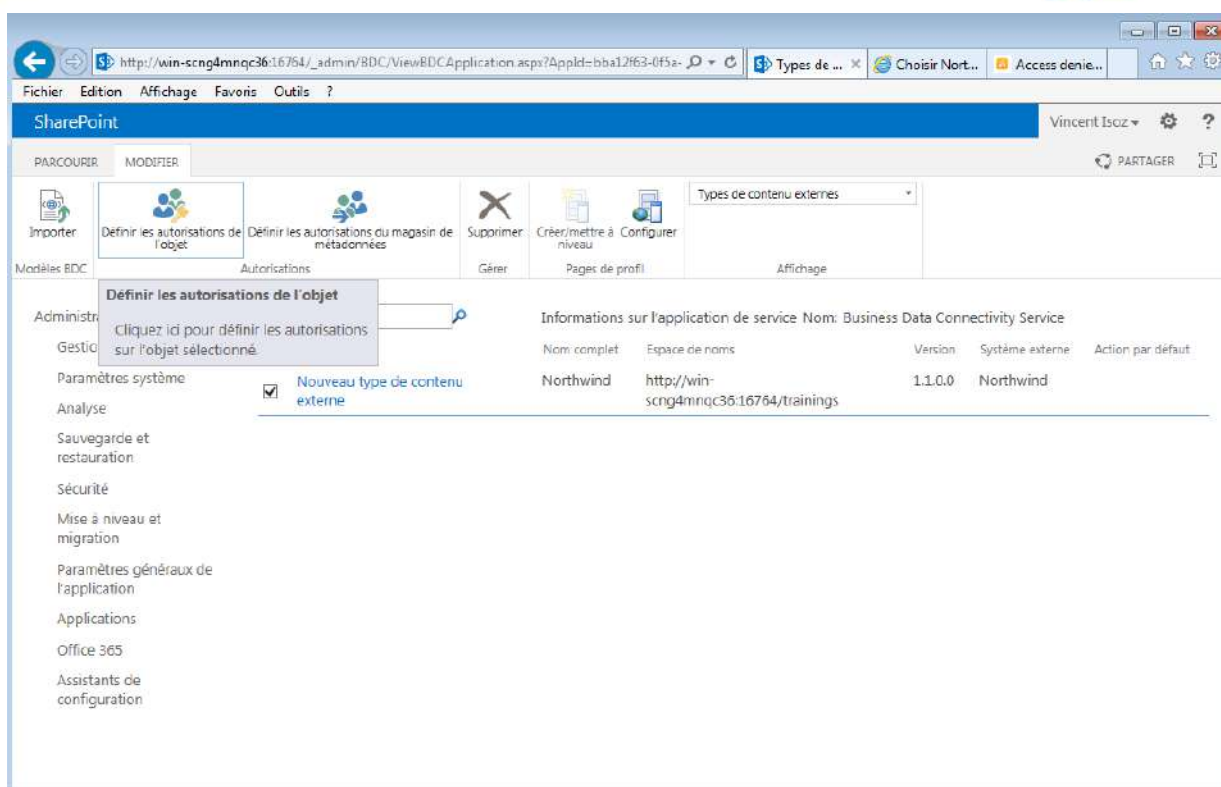 http://win-scng4mnqc36:16764/_admin/BDC/ViewBDCApplication.aspx?AppId=bba12f63-0f5a-
Types de ...
Choisir Nort...
Access denie...
Fichier Edition Affichage Favoris Outils ?
SharePoint
Vincent Isoz
?
PARCOURIR MODIFIER
PARTAGER
Importer
Définir les autorisations de l'objet
Définir les autorisations du magasin de métadonnées
Supprimer
Créer/mettre à niveau
Configurer
Types de contenu externes
Modèles BDC
Autorisations
Gérer
Pages de profil
Affichage
Définir les autorisations de l'objet
Cliquez ici pour définir les autorisations
sur l'objet sélectionné.
Administr
Gestio
Paramètres système
Analyse
Sauvegarde et
restauration
Sécurité
Mise à niveau et
migration
Paramètres généraux de
l'application
Applications
Office 365
Assistants de
configuration
Informations sur l'application de service Nom: Business Data Connectivity Service
Nom complet Espace de noms Version Système externe Action par défaut
Nouveau type de contenu
externe
Northwind
http://win-
scng4mnqc36:16764/trainings
1.1.0.0
Northwind